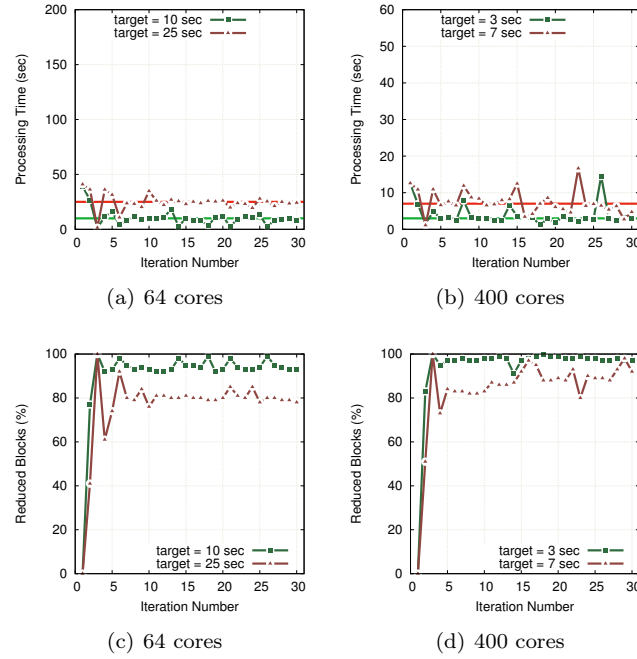 target = 10 sec
target = 25 sec
200
150
100
50
0
Processing Time (sec)
0 5 10 15 20 25 30
Iteration Number
(a) 64 cores
target = 3 sec
target = 7 sec
60
50
40
30
20
10
0
Processing Time (sec)
0 5 10 15 20 25 30
Iteration Number
(b) 400 cores
100
80
60
40
20
0
Reduced Blocks (%)
target = 10 sec
target = 25 sec
0 5 10 15 20 25 30
Iteration Number
(c) 64 cores
100
80
60
40
20
0
Reduced Blocks (%)
target = 3 sec
target = 7 sec
0 5 10 15 20 25 30
Iteration Number
(d) 400 cores